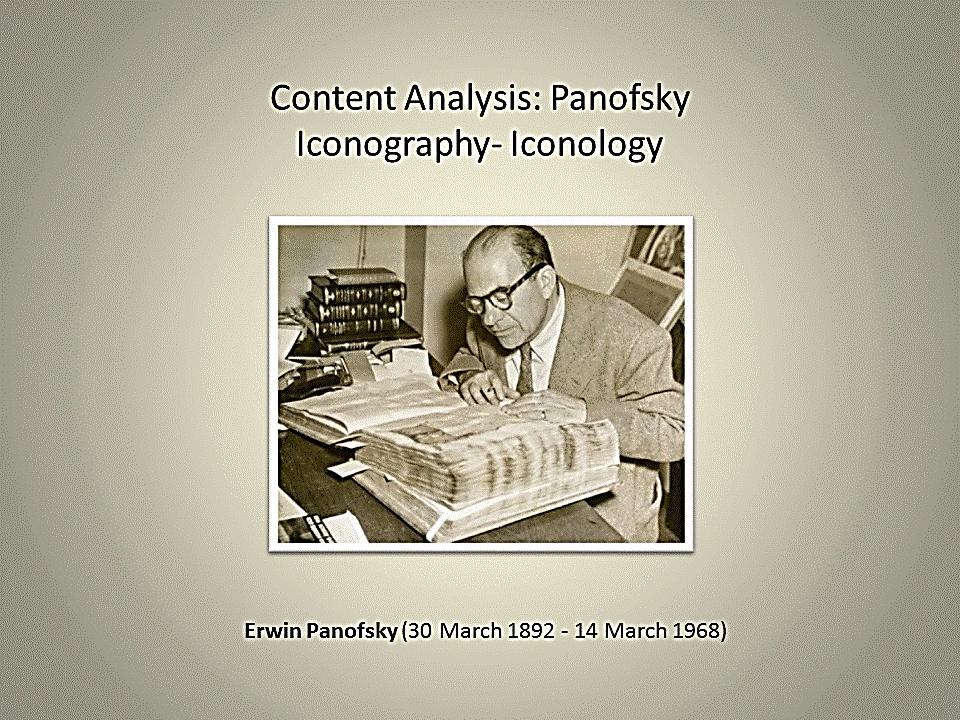 Content Analysis: Panofsky
Iconography- Iconology
Erwin Panofsky (30 March 1892 - 14 March 1968)